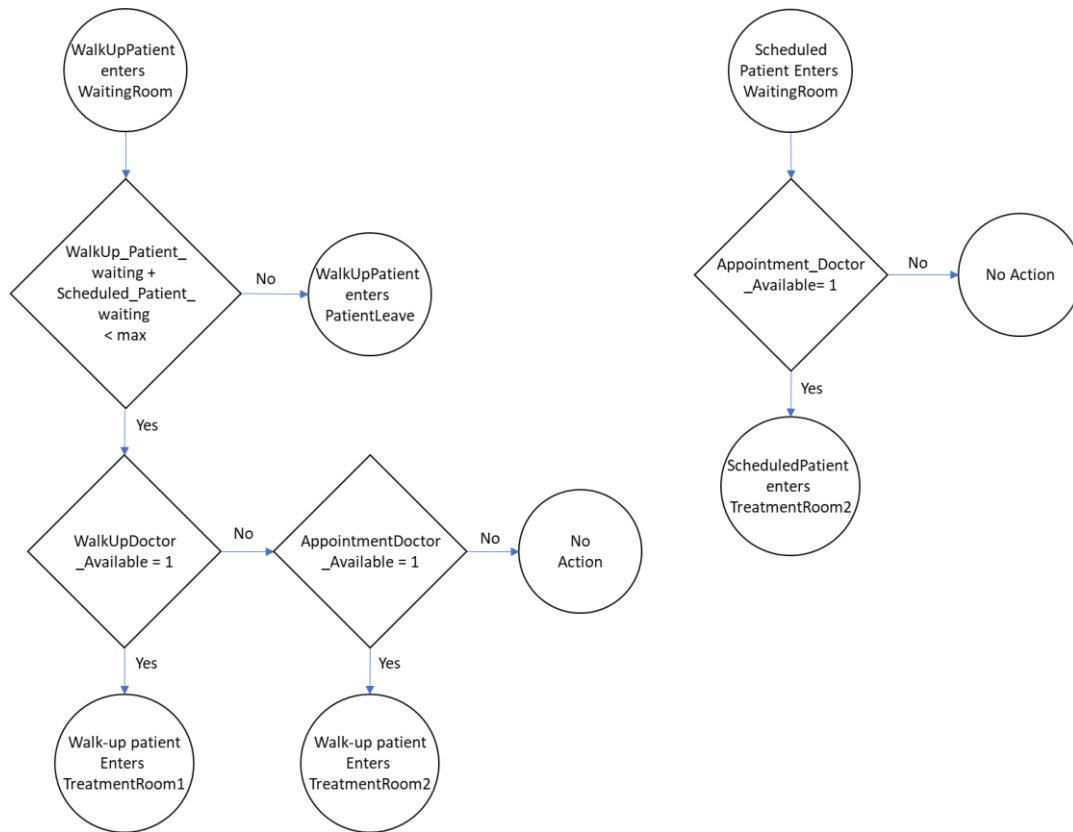 WalkUpPatient
enters
WaitingRoom
Scheduled
Patient Enters
WaitingRoom
WalkUp_Patient_
waiting +
Scheduled_Patient_
waiting
< max
No
WalkUpPatient
enters
PatientLeave
Appointment_Doctor
_Available= 1
No
No Action
Yes
Yes
ScheduledPatient
enters
TreatmentRoom2
WalkUpDoctor
_Available = 1
No
AppointmentDoctor
_Available = 1
No
No
Action
Yes
Yes
Walk-up patient
Enters
TreatmentRoom1
Walk-up patient
Enters
TreatmentRoom2